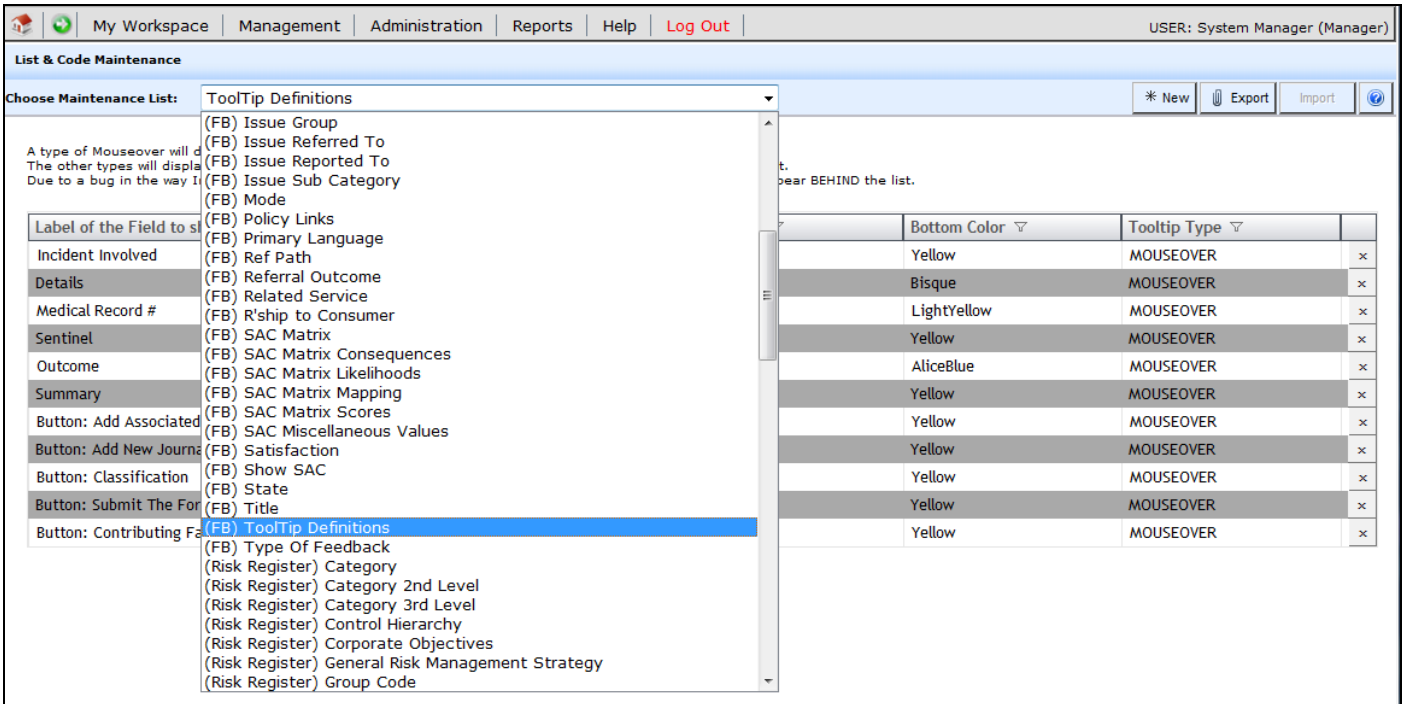 My Workspace Management Administration Reports Help Log Out USER: System Manager (Manager)
List & Code Maintenance
Choose Maintenance List: ToolTip Definitions New Export Import
(FB) Issue Group
(FB) Issue Referred To
(FB) Issue Reported To
(FB) Issue Sub Category
(FB) Mode
(FB) Policy Links
(FB) Primary Language
(FB) Ref Path
(FB) Referral Outcome
(FB) Related Service
(FB) R'ship to Consumer
(FB) SAC Matrix
(FB) SAC Matrix Consequences
(FB) SAC Matrix Likelihoods
(FB) SAC Matrix Mapping
(FB) SAC Matrix Scores
(FB) SAC Miscellaneous Values
(FB) Satisfaction
(FB) Show SAC
(FB) State
(FB) Title
(FB) ToolTip Definitions
(FB) Type Of Feedback
(Risk Register) Category
(Risk Register) Category 2nd Level
(Risk Register) Category 3rd Level
(Risk Register) Control Hierarchy
(Risk Register) Corporate Objectives
(Risk Register) General Risk Management Strategy
(Risk Register) Group Code
A type of Mouseover will d
The other types will displa t.
Due to a bug in the way I pear BEHIND the list.
Label of the Field to sl Bottom Color Tooltip Type
Incident Involved Yellow MOUSEOVER x
Details Bisque MOUSEOVER x
Medical Record # LightYellow MOUSEOVER x
Sentinel Yellow MOUSEOVER x
Outcome AliceBlue MOUSEOVER x
Summary Yellow MOUSEOVER x
Button: Add Associated Yellow MOUSEOVER x
Button: Add New Journa Yellow MOUSEOVER x
Button: Classification Yellow MOUSEOVER x
Button: Submit The For Yellow MOUSEOVER x
Button: Contributing Fa Yellow MOUSEOVER x